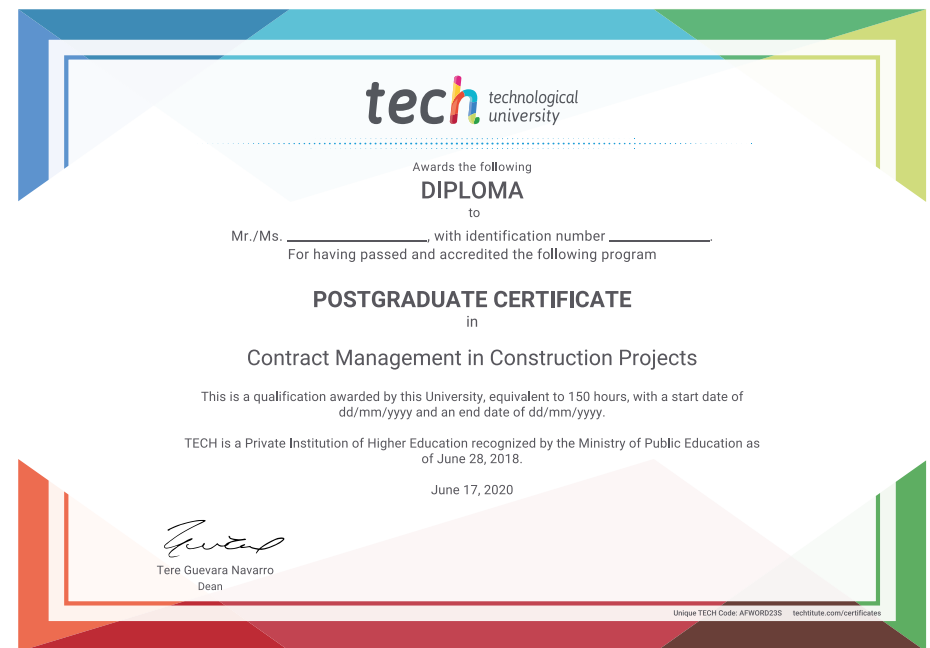 tech technological
university
Awards the following
DIPLOMA
to
Mr./Ms. ____________________, with identification number ______________.
For having passed and accredited the following program
POSTGRADUATE CERTIFICATE
in
Contract Management in Construction Projects
This is a qualification awarded by this University, equivalent to 150 hours, with a start date of
dd/mm/yyyy and an end date of dd/mm/yyyy.
TECH is a Private Institution of Higher Education recognized by the Ministry of Public Education as
of June 28, 2018.
June 17, 2020
Tere Guevara Navarro
Dean
Unique TECH Code: AFWORD23S techtitute.com/certificates